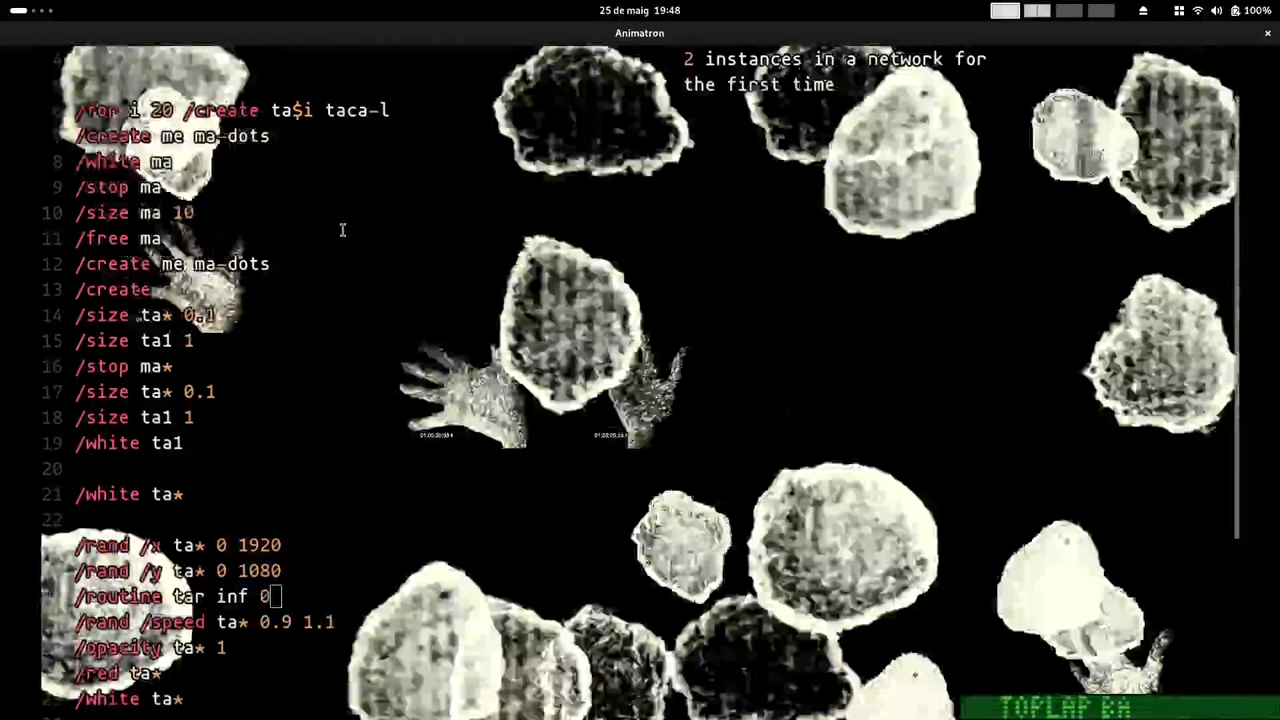 25 de maig 19:48
100%
Animatron
×
4
2 instances in a network for
the first time
/for i 20 /create ta$i taca-l
/create me ma-dots
8 /white ma
9 /stop ma
10 /size ma 10
11 /free ma
12 /create me ma-dots
13 /create
14 /size ta* 0.1
15 /size ta1 1
16 /stop ma*
17 /size ta* 0.1
18 /size ta1 1
19 /white ta1
20
21 /white ta*
22
/rand /x ta* 0 1920
/rand /y ta* 0 1080
/routine tar inf 0
/rand /speed ta* 0.9 1.1
/opacity ta* 1
/red ta*
/white ta*
TOPLAP BA